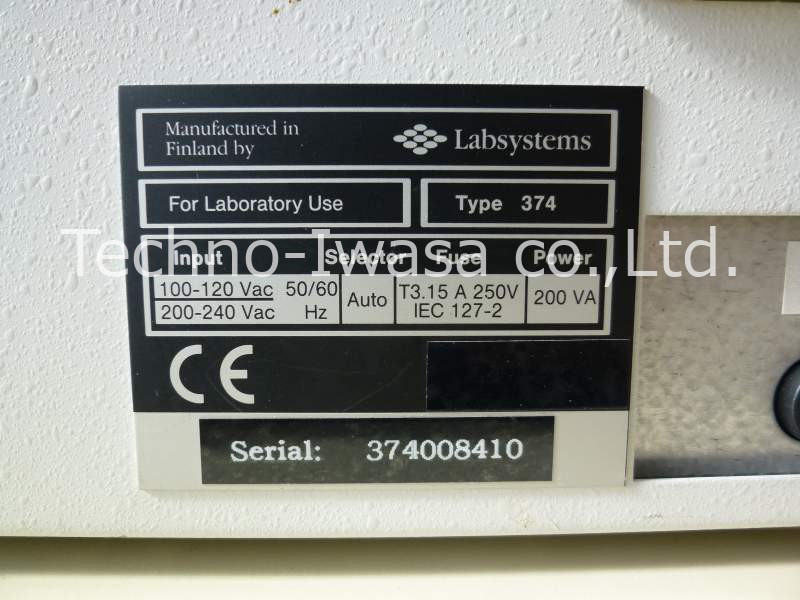 Manufactured in
Finland by
Labsystems
For Laboratory Use
Type 374
Techno-Iwasa co.,Ltd.
Input Selector Fuse Power
100-120 Vac 50/60
200-240 Vac Hz
Auto
T3.15 A 250V
IEC 127-2
200 VA
CE
Serial: 374008410